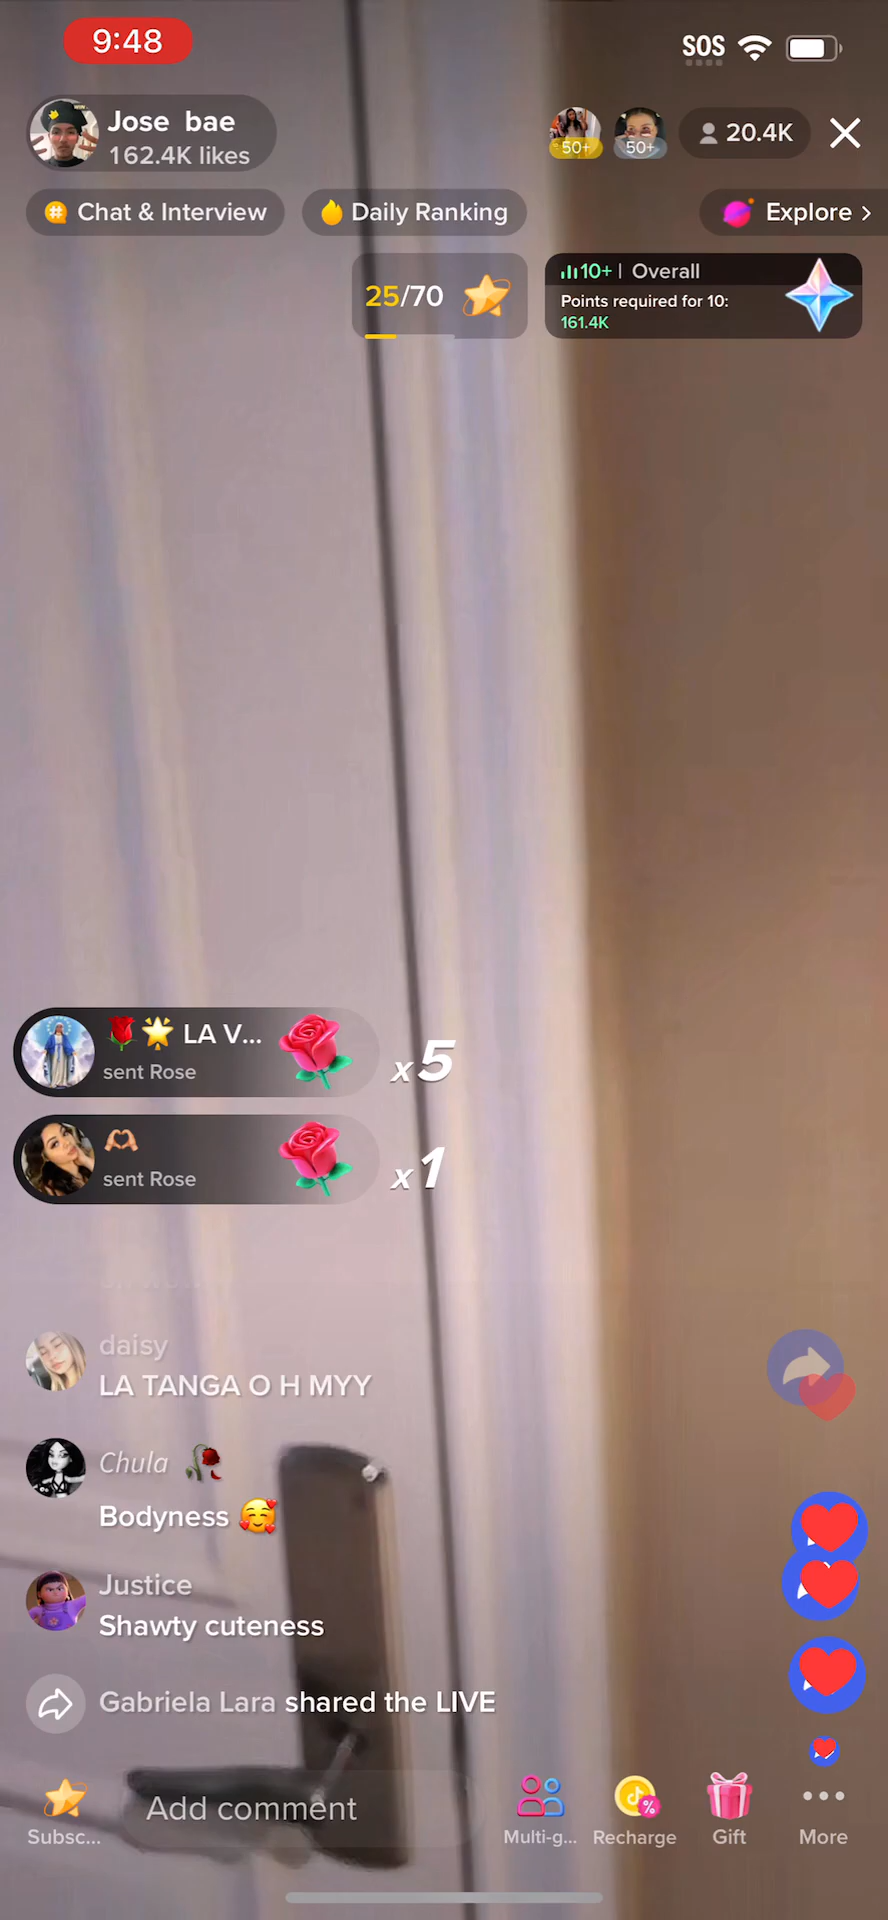 9:48
SOS
Jose bae
162.4K likes
50+
50+
20.4K
Chat & Interview
Daily Ranking
Explore >
25/70
10+ | Overall
Points required for 10:
161.4K
🌹🌟 LA V...
sent Rose
x5
🫶🏼
sent Rose
x1
daisy
LA TANGA O H MYY
Chula 🥀
Bodyness 🥰
Justice
Shawty cuteness
Gabriela Lara shared the LIVE
Subsc...
Add comment
Multi-g...
Recharge
Gift
More